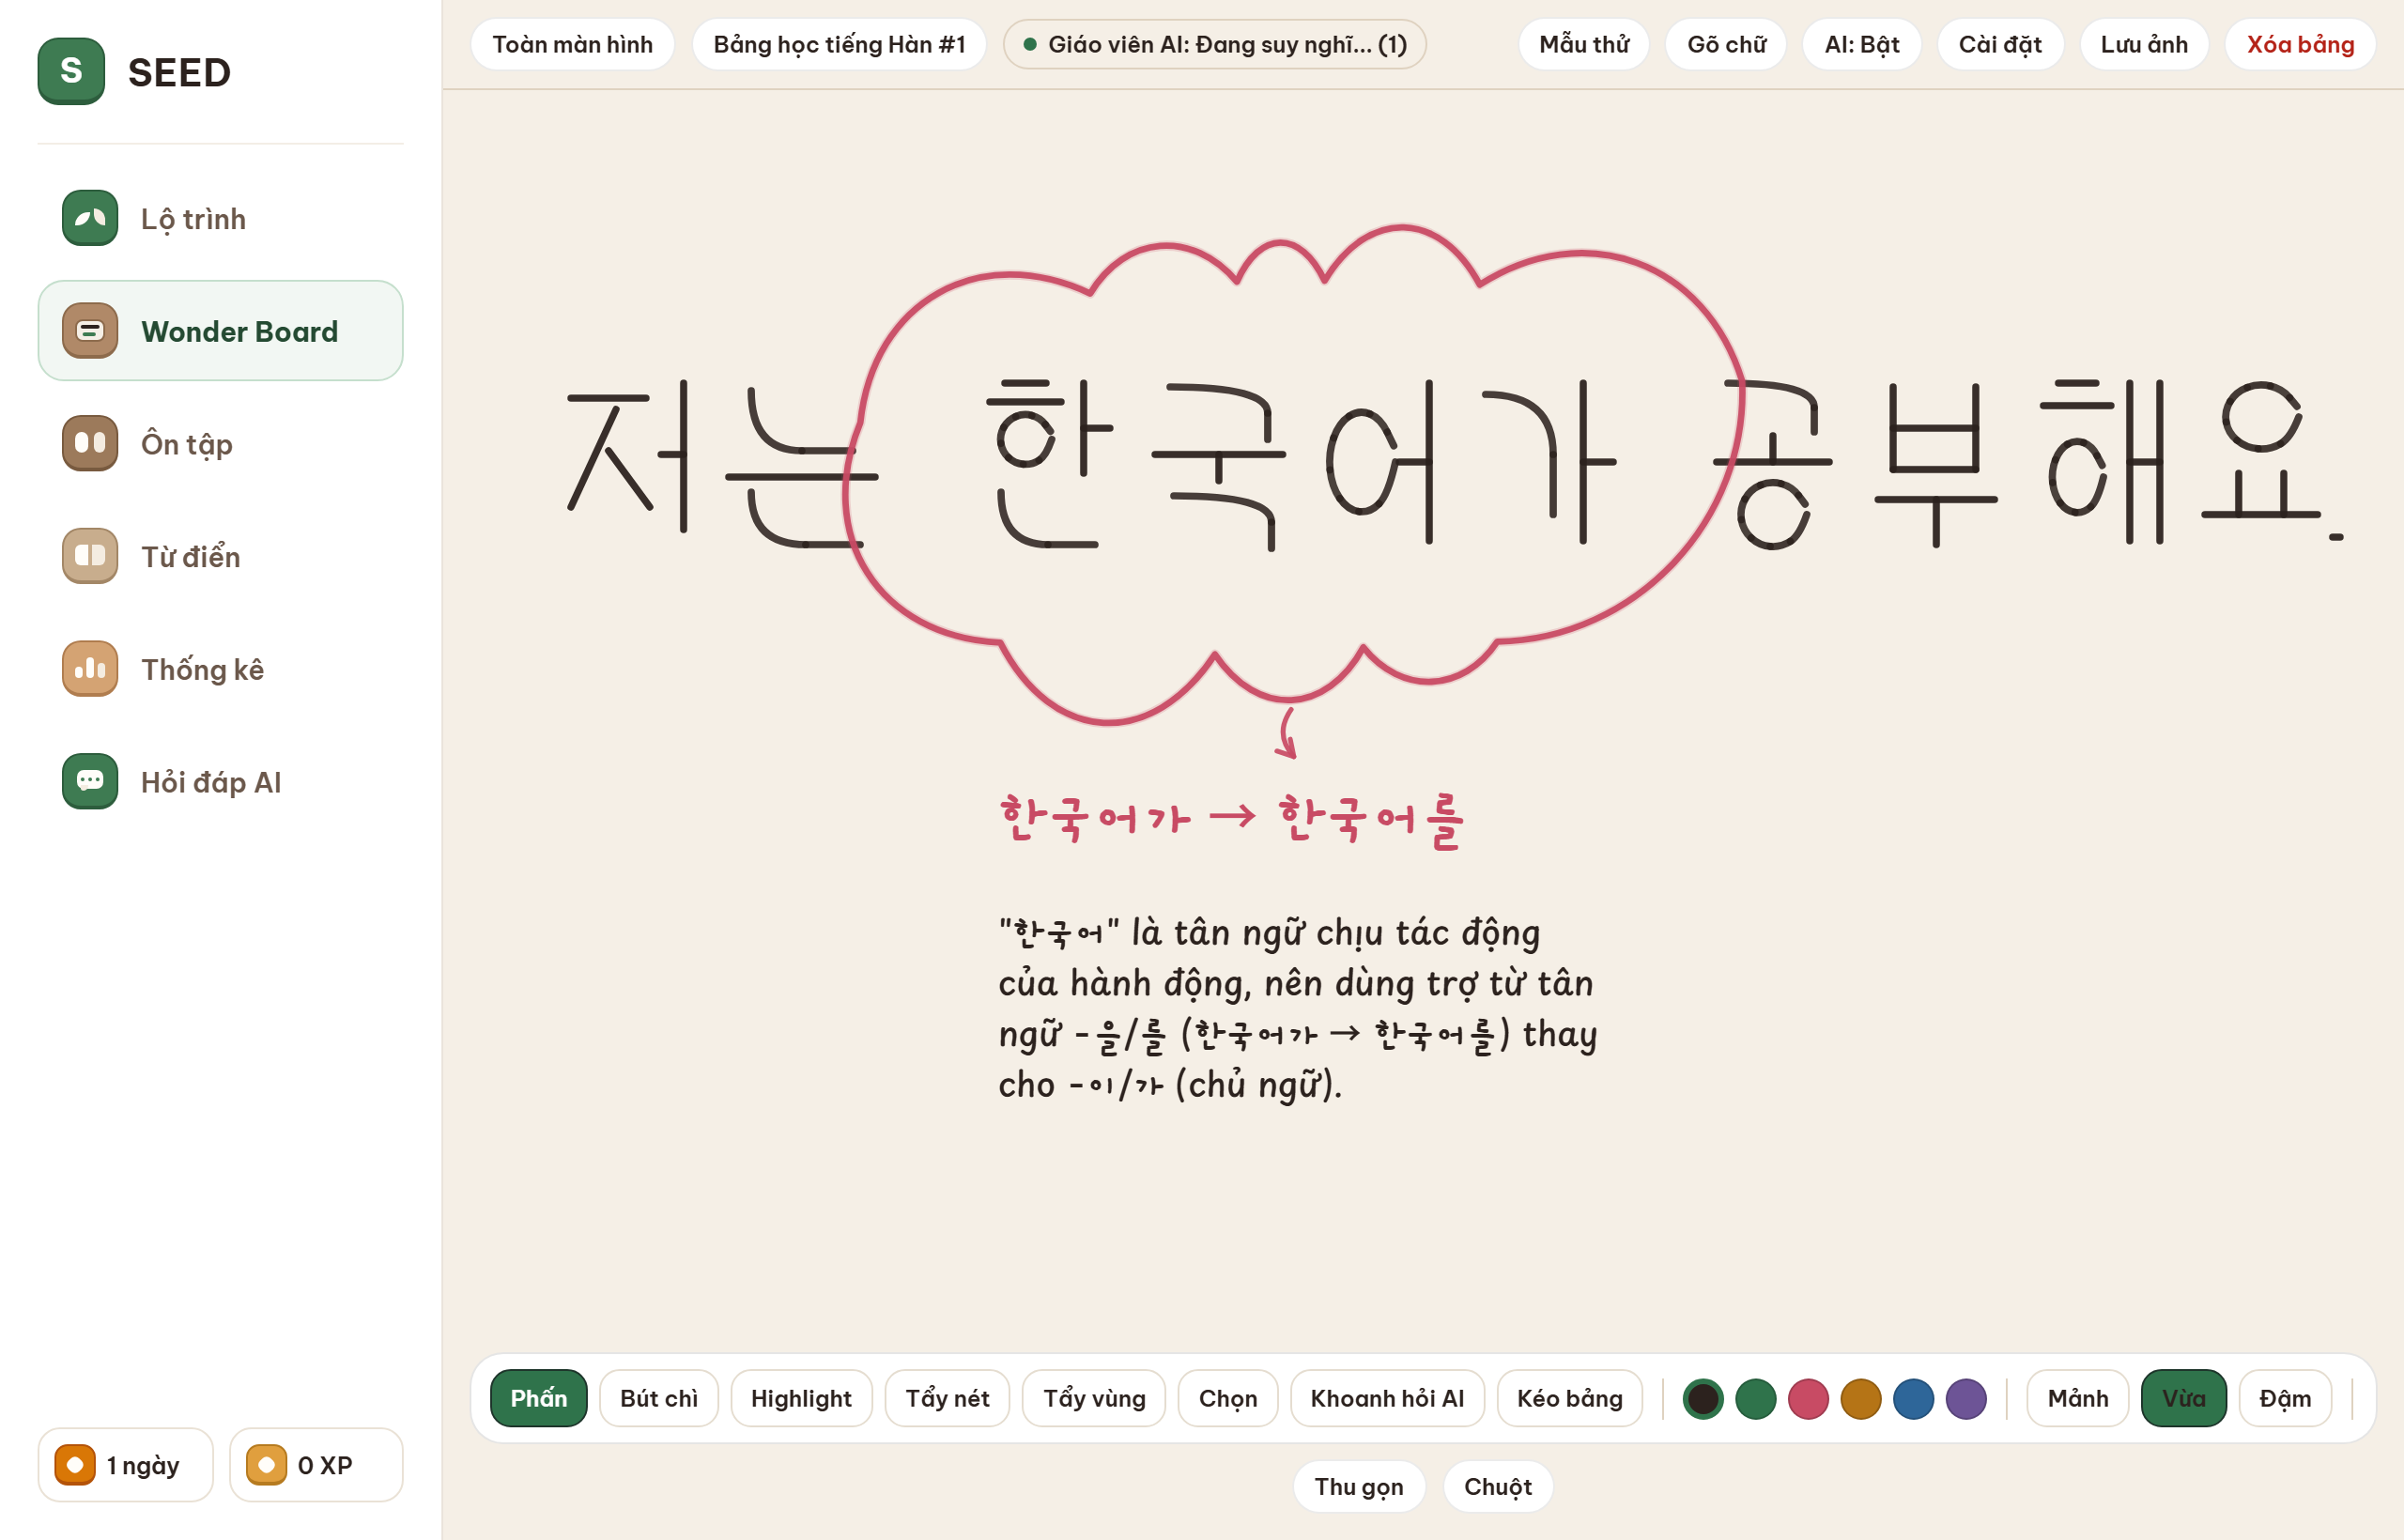 S SEED
Lộ trình
Wonder Board
Ôn tập
Từ điển
Thống kê
Hỏi đáp AI
1 ngày
0 XP
Toàn màn hình
Bảng học tiếng Hàn #1
Giáo viên AI: Đang suy nghĩ... (1)
Mẫu thử
Gõ chữ
AI: Bật
Cài đặt
Lưu ảnh
Xóa bảng
저는 한국어가 공부해요.
한국어가 → 한국어를
"한국어" là tân ngữ chịu tác động
của hành động, nên dùng trợ từ tân
ngữ -을/를 (한국어가 → 한국어를) thay
cho -이/가 (chủ ngữ).
Phấn
Bút chì
Highlight
Tẩy nét
Tẩy vùng
Chọn
Khoanh hỏi AI
Kéo bảng
Mảnh
Vừa
Đậm
Thu gọn
Chuột